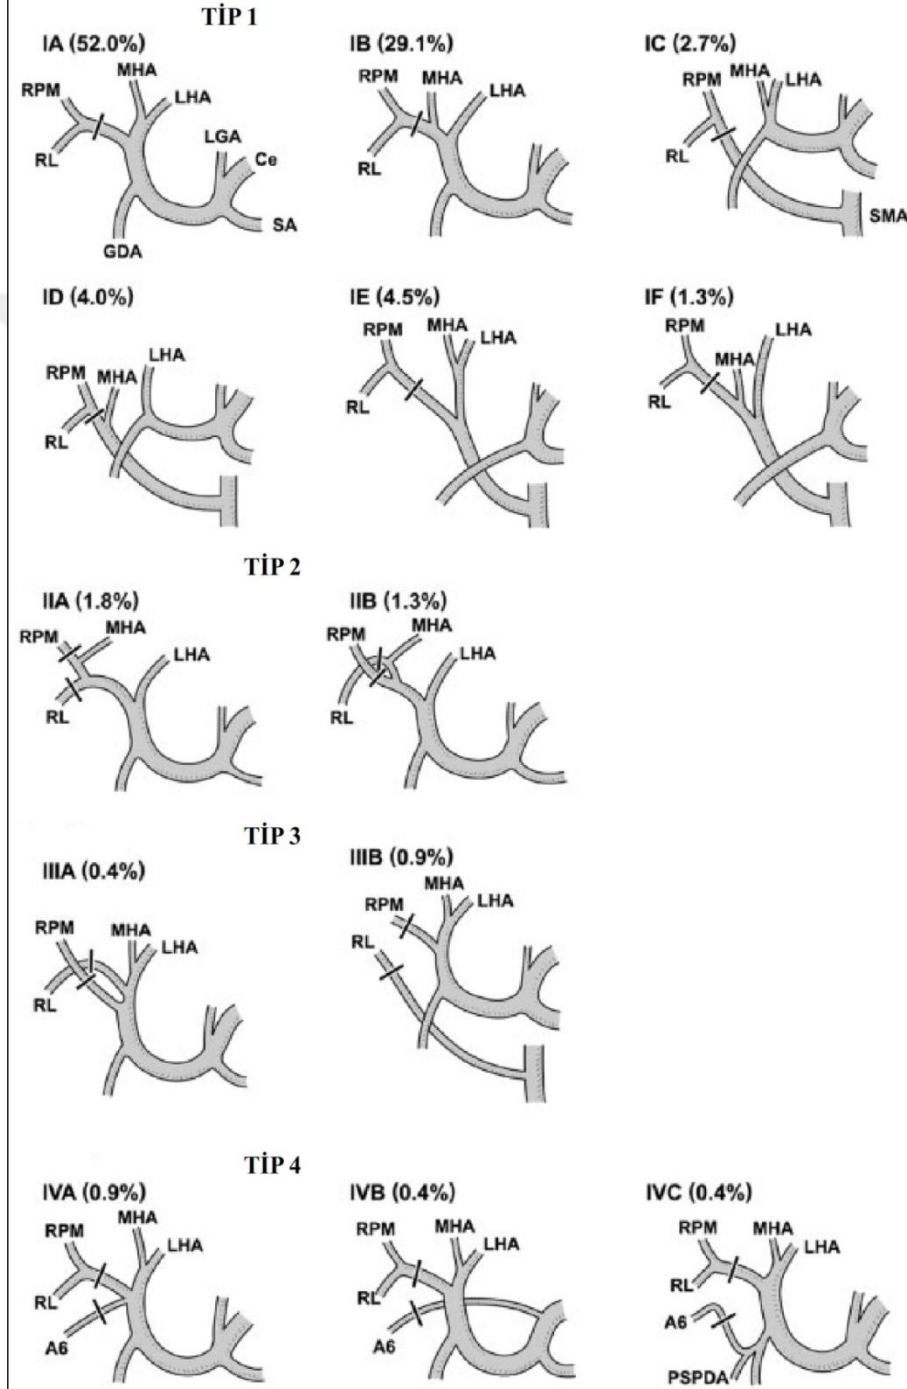 TİP 1
IA (52.0%) IB (29.1%) IC (2.7%)
RPM MHA LHA LGA Ce RL SA GDA
RPM MHA LHA RL
RPM MHA LHA RL SMA
ID (4.0%) IE (4.5%) IF (1.3%)
RPM MHA LHA RL
RPM MHA LHA RL
RPM MHA LHA RL
TİP 2
IIA (1.8%) IIB (1.3%)
RPM MHA LHA RL
RPM MHA LHA RL
TİP 3
IIIA (0.4%) IIIB (0.9%)
RPM MHA LHA RL
RPM MHA LHA RL
TİP 4
IVA (0.9%) IVB (0.4%) IVC (0.4%)
RPM MHA LHA RL A6
RPM MHA LHA RL A6
RPM MHA LHA RL A6 PSPDA